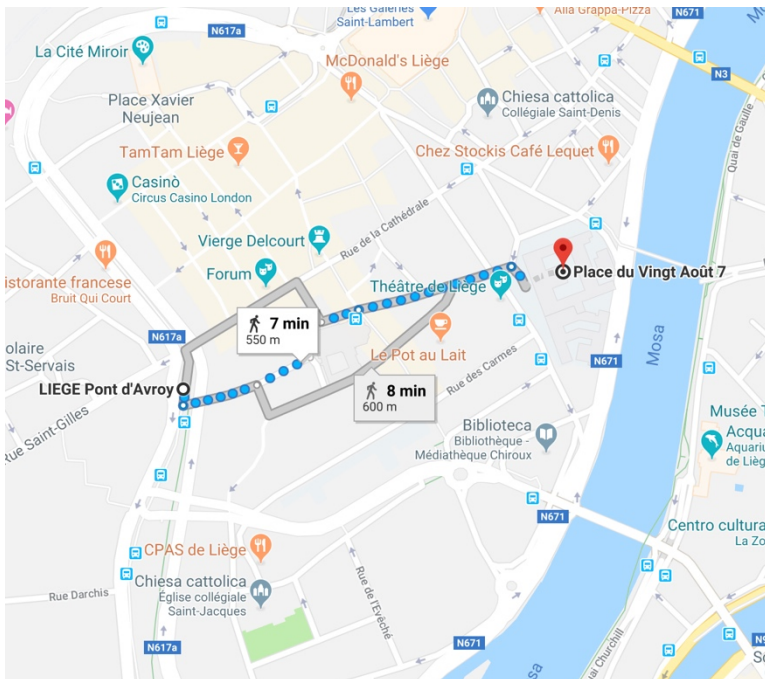 Les Galeries
Saint-Lambert
Alla Grappa-Pizza
N617a
La Cité Miroir
McDonald's Liège
N3
Place Xavier
Neujean
Chiesa cattolica
Collégiale Saint-Denis
Quai de Gaulle
TamTam Liège
Chez Stockis Café Lequet
Casinò
Circus Casino London
Rue de la Cathédrale
Vierge Delcourt
Forum
Théâtre de Liège
Place du Vingt Août 7
istorante francese
Bruit Qui Court
7 min
550 m
N617a
Mosa
Le Pot au Lait
olaire
St-Servais
N671
LIEGE Pont d'Avroy
8 min
600 m
Rue des Carmes
Rue Saint-Gilles
Musée T
Acqua
Aquariu
de Lièg
Biblioteca
Bibliothèque -
Médiathèque Chiroux
N671
Centro cultura
La Zo
CPAS de Liège
Chiesa cattolica
Église collégiale
Saint-Jacques
Rue Darchis
Rue de l'Evêché
N617a
N671
osa
uai Churchill